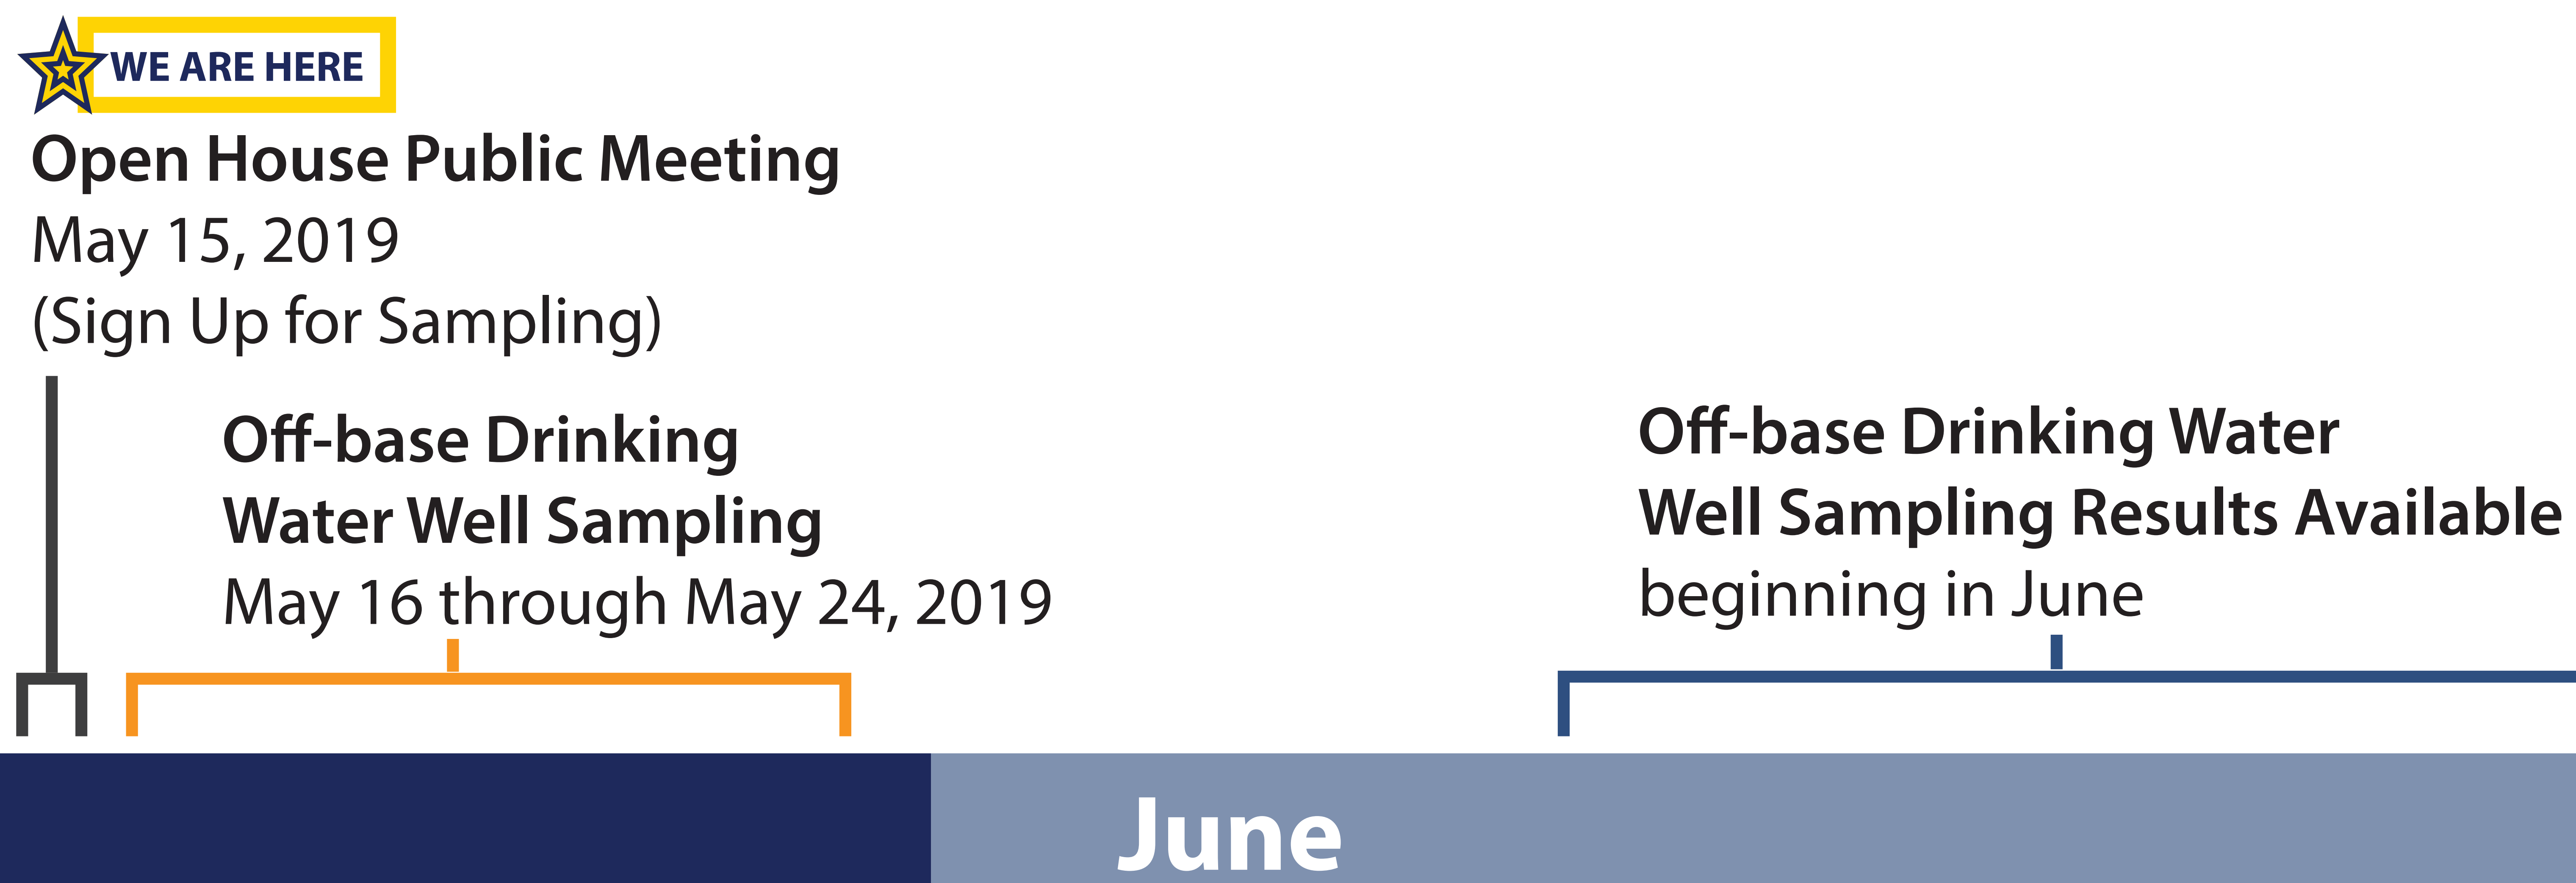 WE ARE HERE
Open House Public Meeting
May 15, 2019
(Sign Up for Sampling)
Off-base Drinking
Water Well Sampling
May 16 through May 24, 2019
Off-base Drinking Water
Well Sampling Results Available
beginning in June
June